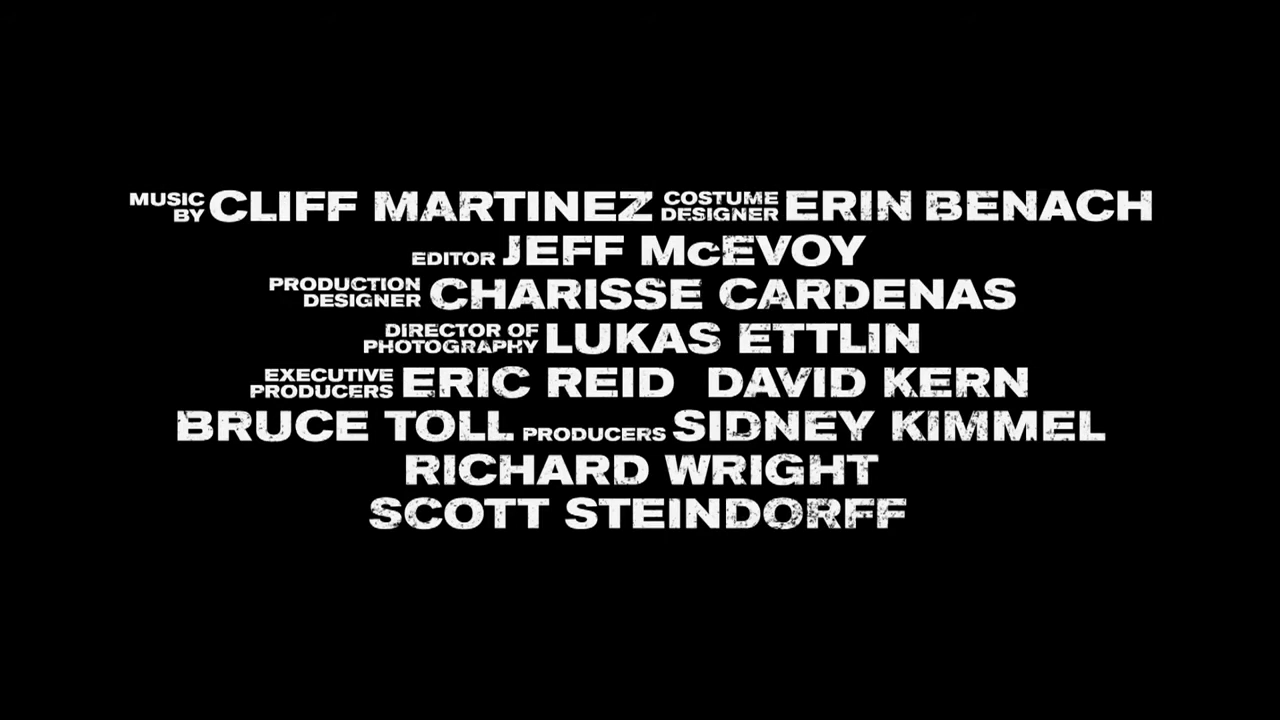 MUSIC BY CLIFF MARTINEZ COSTUME DESIGNER ERIN BENACH
EDITOR JEFF McEVOY
PRODUCTION DESIGNER CHARISSE CARDENAS
DIRECTOR OF PHOTOGRAPHY LUKAS ETTLIN
EXECUTIVE PRODUCERS ERIC REID DAVID KERN
BRUCE TOLL PRODUCERS SIDNEY KIMMEL
RICHARD WRIGHT
SCOTT STEINDORFF